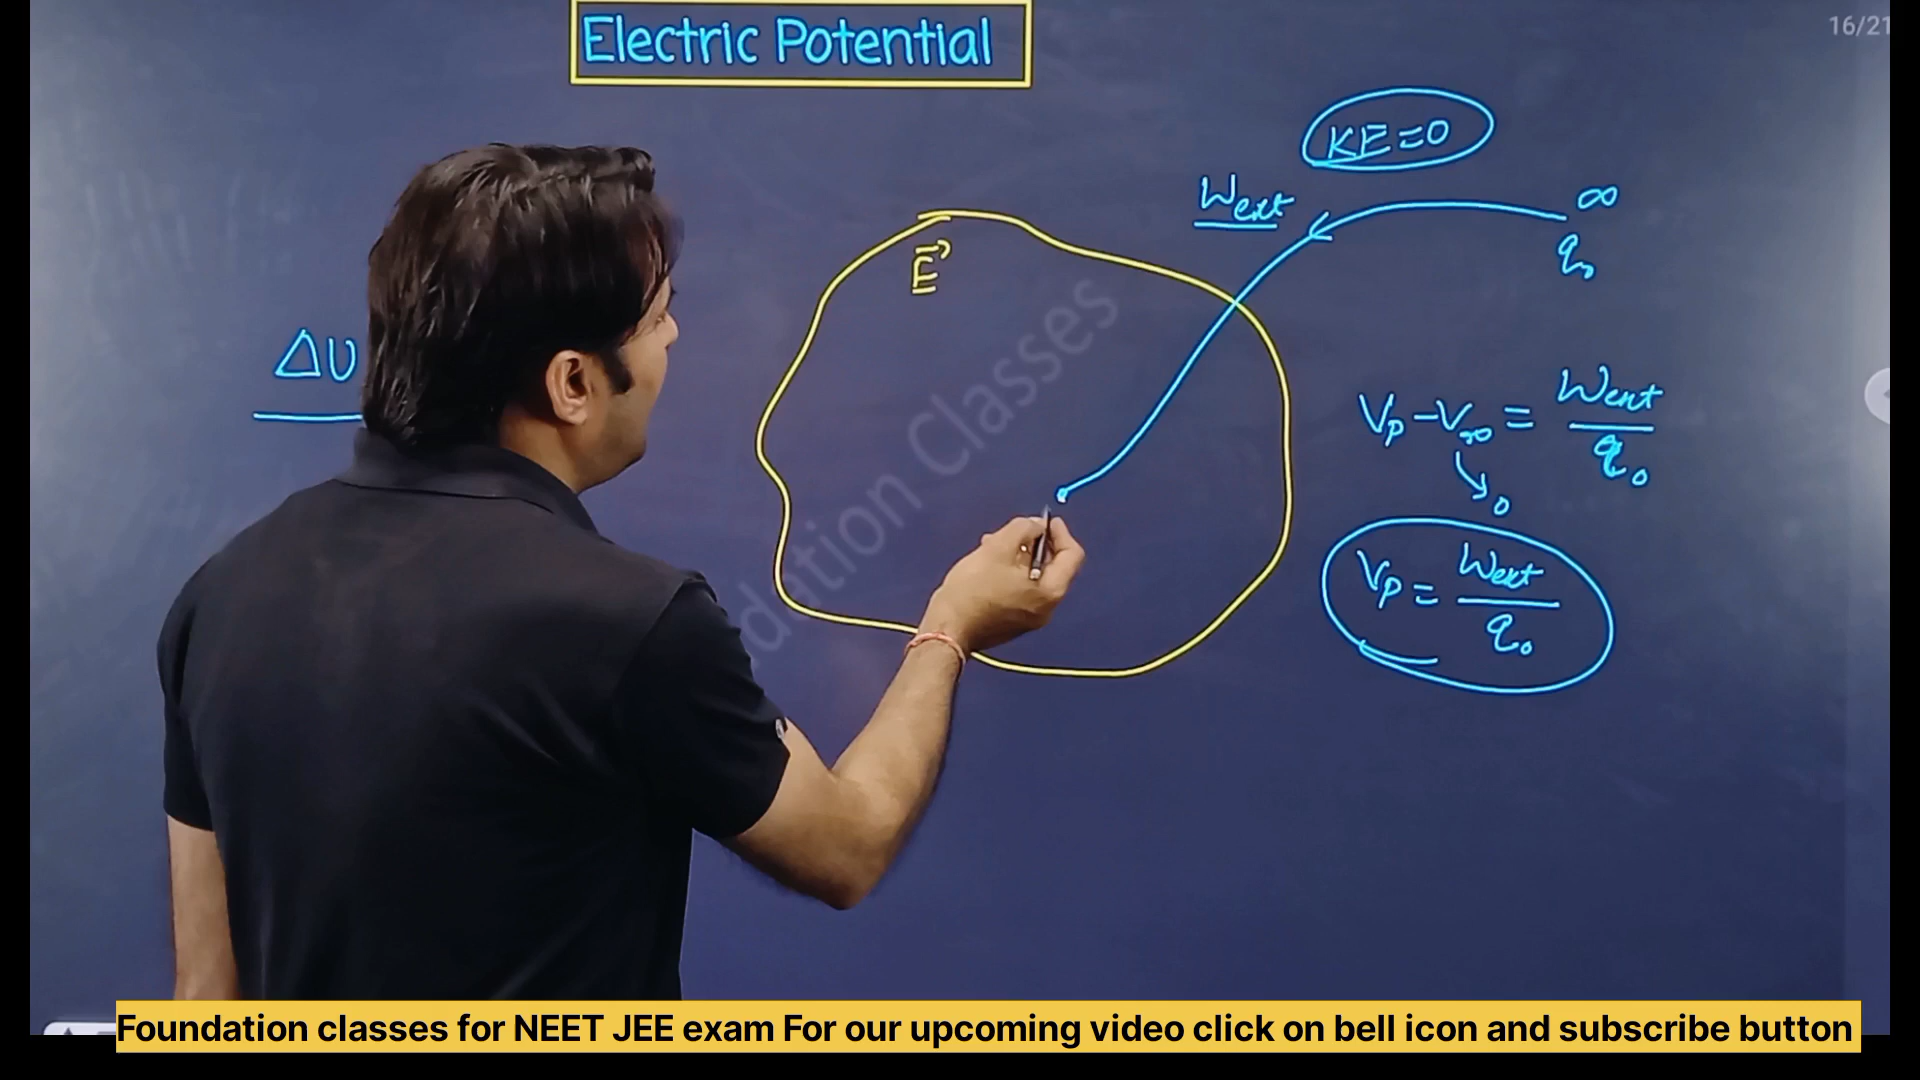 Electric Potential
16/21
KE=0
Wext
∞
q₀
E⃗
ΔU
Vp - V∞ = Wext / q₀
0
Vp = Wext / q₀
dation Classes
Foundation classes for NEET JEE exam For our upcoming video click on bell icon and subscribe button